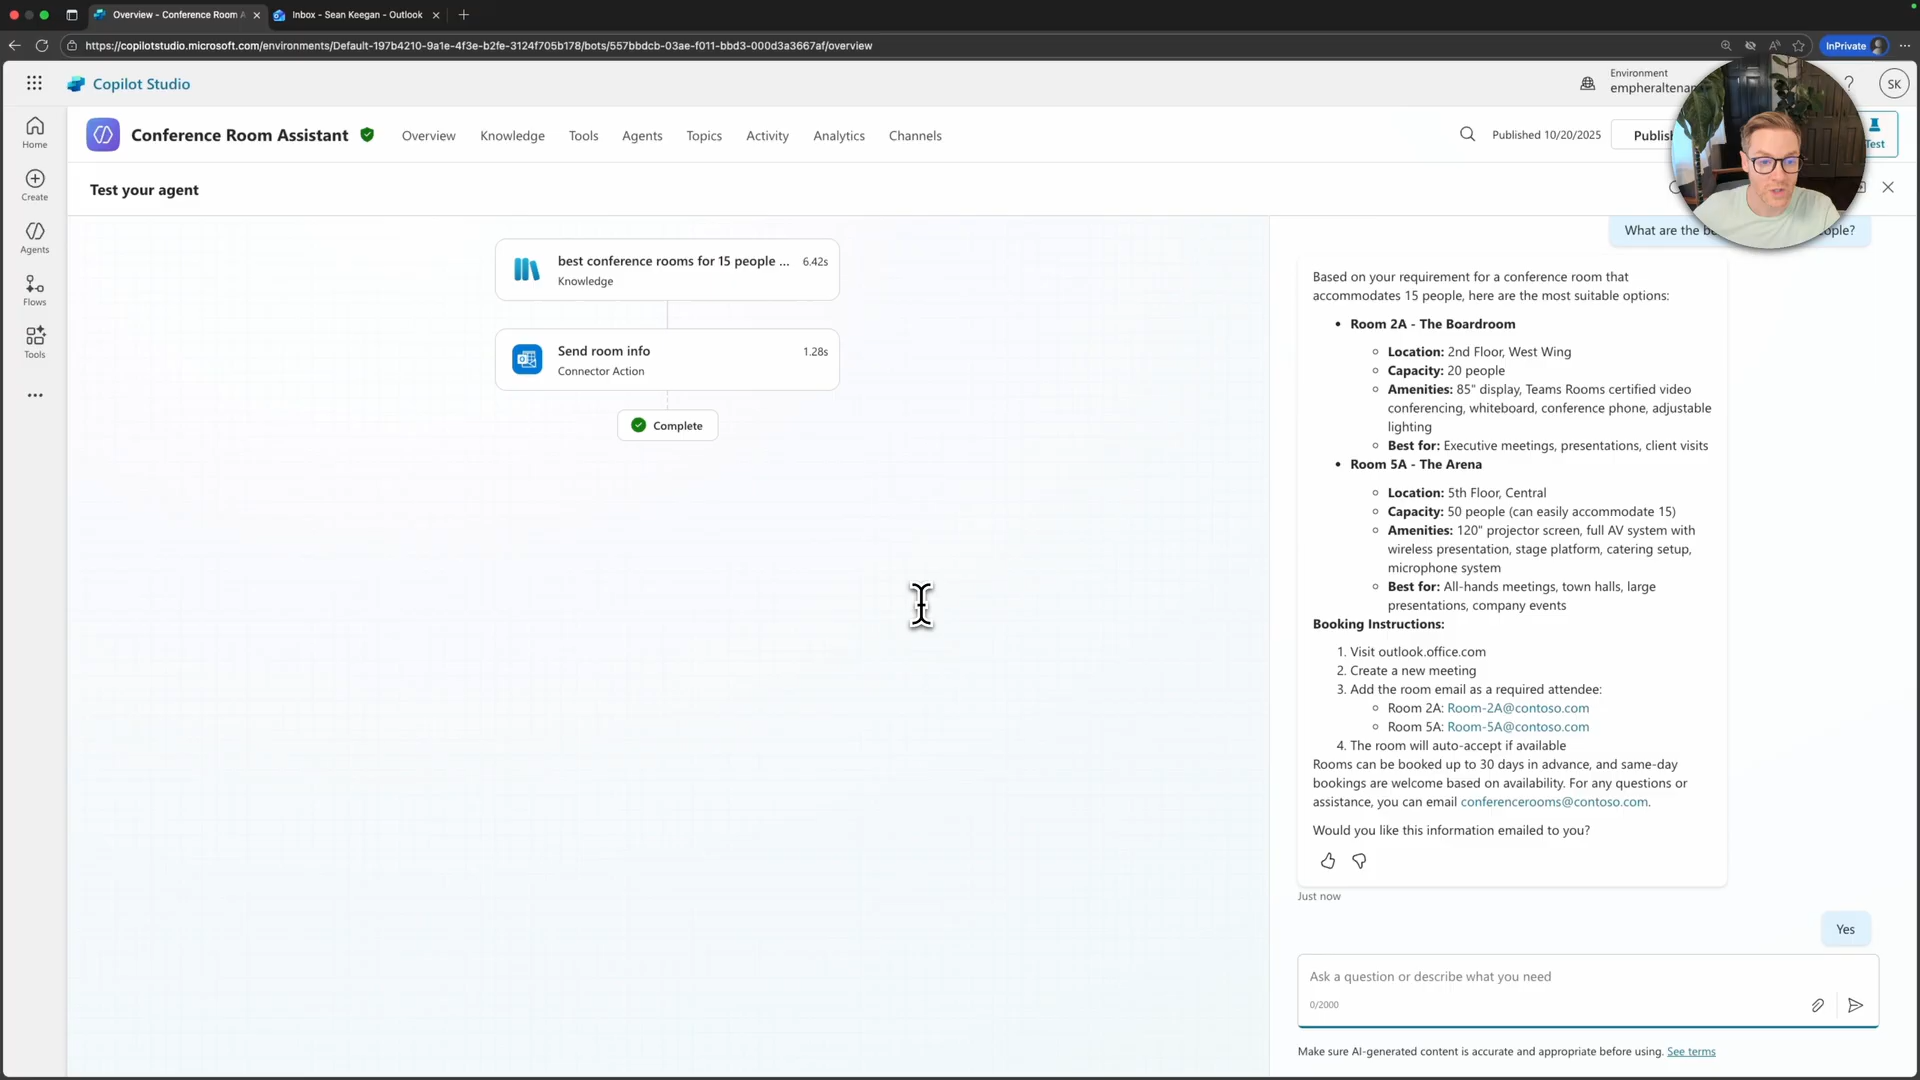 Overview - Conference Room A
Inbox - Sean Keegan - Outlook
https://copilotstudio.microsoft.com/environments/Default-197b4210-9a1e-4f3e-b2fe-3124f705b178/bots/557bbdcb-03ae-f011-bbd3-000d3a3667af/overview
InPrivate
Copilot Studio
Environment
empheraltenan
SK
Home
Create
Agents
Flows
Tools
Conference Room Assistant
Overview
Knowledge
Tools
Agents
Topics
Activity
Analytics
Channels
Published 10/20/2025
Publish
Test
Test your agent
best conference rooms for 15 people ...
6.42s
Knowledge
Send room info
1.28s
Connector Action
Complete
What are the be
ople?
Based on your requirement for a conference room that
accommodates 15 people, here are the most suitable options:
• Room 2A - The Boardroom
Location: 2nd Floor, West Wing
Capacity: 20 people
Amenities: 85" display, Teams Rooms certified video
conferencing, whiteboard, conference phone, adjustable
lighting
Best for: Executive meetings, presentations, client visits
• Room 5A - The Arena
Location: 5th Floor, Central
Capacity: 50 people (can easily accommodate 15)
Amenities: 120" projector screen, full AV system with
wireless presentation, stage platform, catering setup,
microphone system
Best for: All-hands meetings, town halls, large
presentations, company events
Booking Instructions:
1. Visit outlook.office.com
2. Create a new meeting
3. Add the room email as a required attendee:
Room 2A: Room-2A@contoso.com
Room 5A: Room-5A@contoso.com
4. The room will auto-accept if available
Rooms can be booked up to 30 days in advance, and same-day
bookings are welcome based on availability. For any questions or
assistance, you can email conferencerooms@contoso.com.
Would you like this information emailed to you?
Just now
Yes
Ask a question or describe what you need
0/2000
Make sure AI-generated content is accurate and appropriate before using. See terms